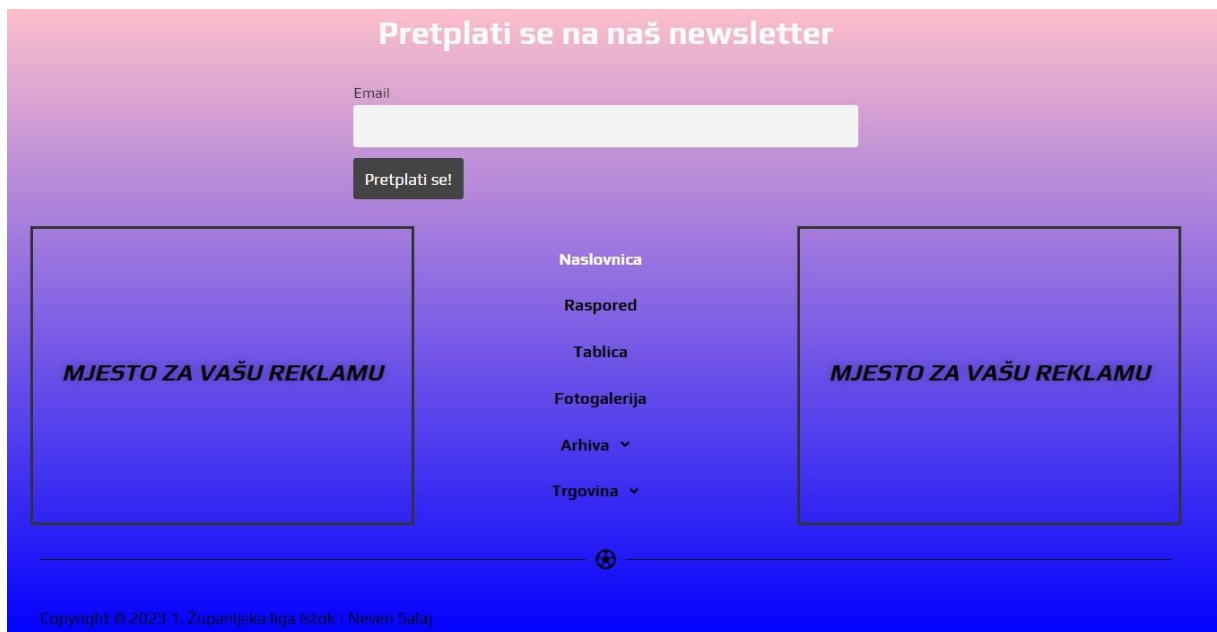 Pretplati se na naš newsletter
Email
Pretplati se!
MJESTO ZA VAŠU REKLAMU
Naslovnica
Raspored
Tablica
Fotogalerija
Arhiva
Trgovina
MJESTO ZA VAŠU REKLAMU
Copyright © 2023 1. Županijska liga Istok | Neven Salaj